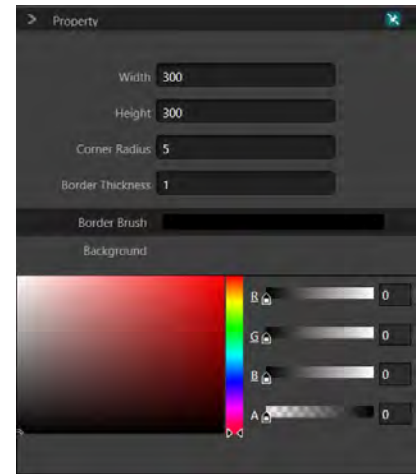 Property
Width 300
Height 300
Corner Radius 5
Border Thickness 1
Border Brush
Background
R 0
G 0
B 0
A 0